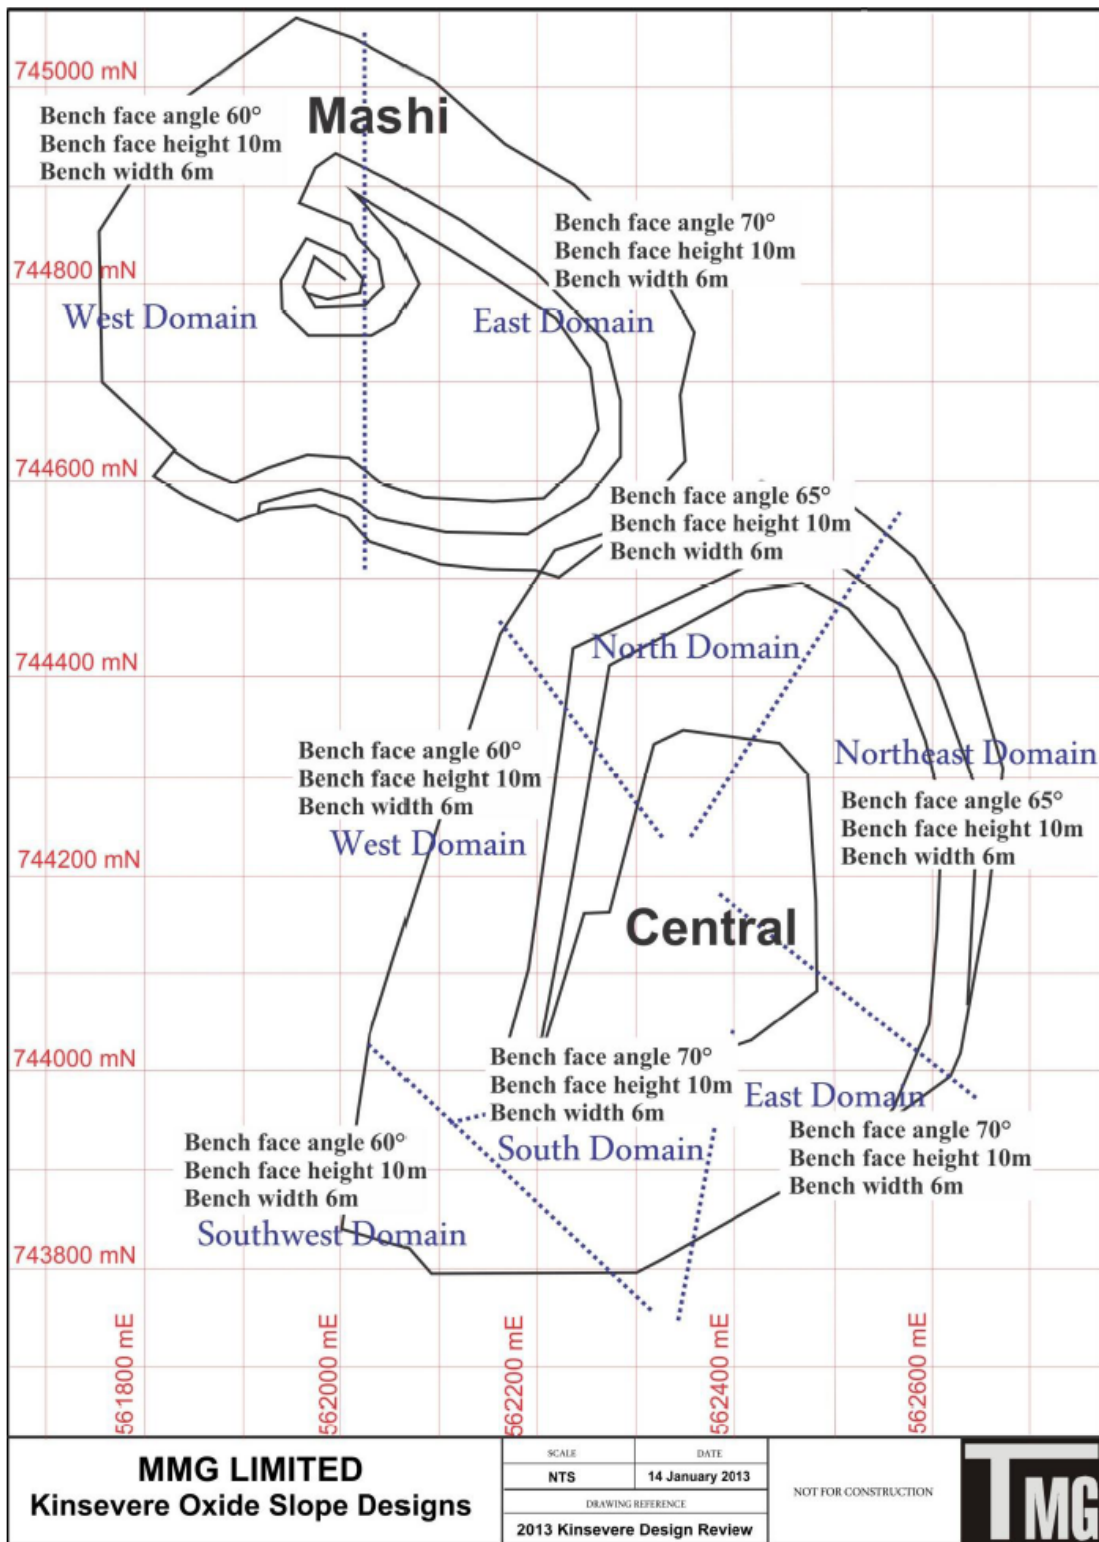 745000 mN
Bench face angle 60°
Bench face height 10m
Bench width 6m
Mashi
Bench face angle 70°
Bench face height 10m
Bench width 6m
744800 mN
West Domain
East Domain
744600 mN
Bench face angle 65°
Bench face height 10m
Bench width 6m
744400 mN
North Domain
Bench face angle 60°
Bench face height 10m
Bench width 6m
West Domain
Northeast Domain
Bench face angle 65°
Bench face height 10m
Bench width 6m
744200 mN
Central
744000 mN
Bench face angle 70°
Bench face height 10m
Bench width 6m
South Domain
East Domain
Bench face angle 70°
Bench face height 10m
Bench width 6m
Bench face angle 60°
Bench face height 10m
Bench width 6m
Southwest Domain
743800 mN
561800 mE
562000 mE
562200 mE
562400 mE
562600 mE
MMG LIMITED
Kinsevere Oxide Slope Designs
SCALE
NTS
DATE
14 January 2013
DRAWING REFERENCE
2013 Kinsevere Design Review
NOT FOR CONSTRUCTION
TMG